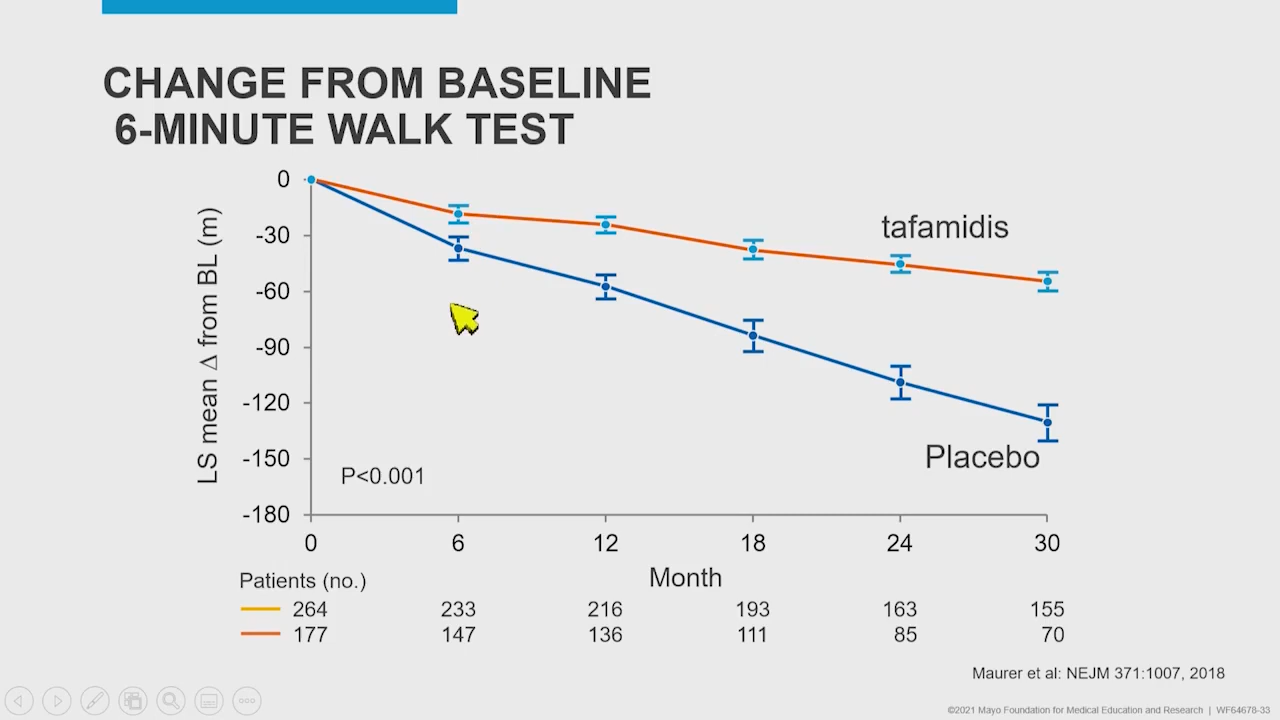 CHANGE FROM BASELINE
6-MINUTE WALK TEST
LS mean Δ from BL (m)
0
-30
-60
-90
-120
-150
-180
tafamidis
Placebo
P<0.001
0 6 12 18 24 30
Month
Patients (no.)
264 233 216 193 163 155
177 147 136 111 85 70
Maurer et al: NEJM 371:1007, 2018
©2021 Mayo Foundation for Medical Education and Research | WF64678-33